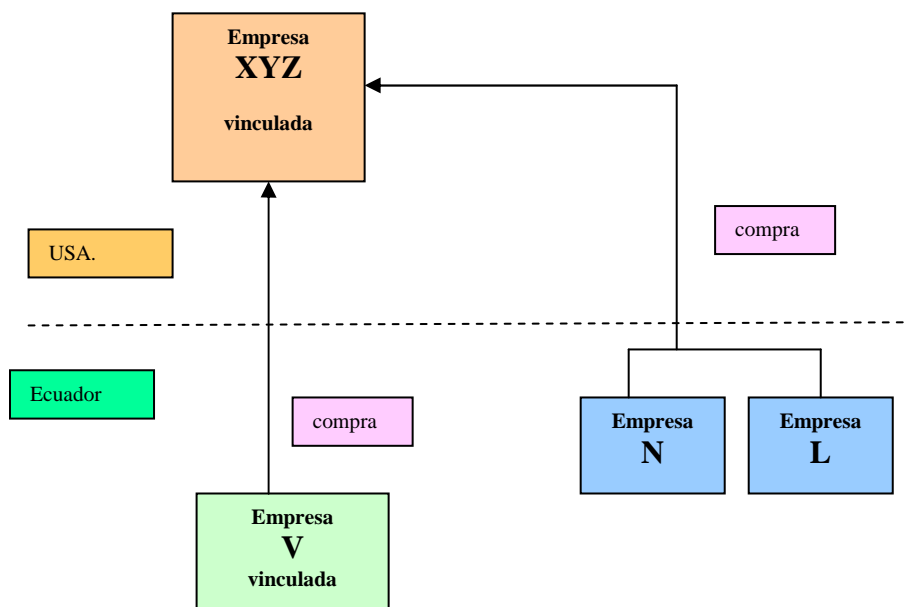 Empresa
XYZ
vinculada
compra
USA.
Ecuador
compra
Empresa
N
Empresa
L
Empresa
V
vinculada